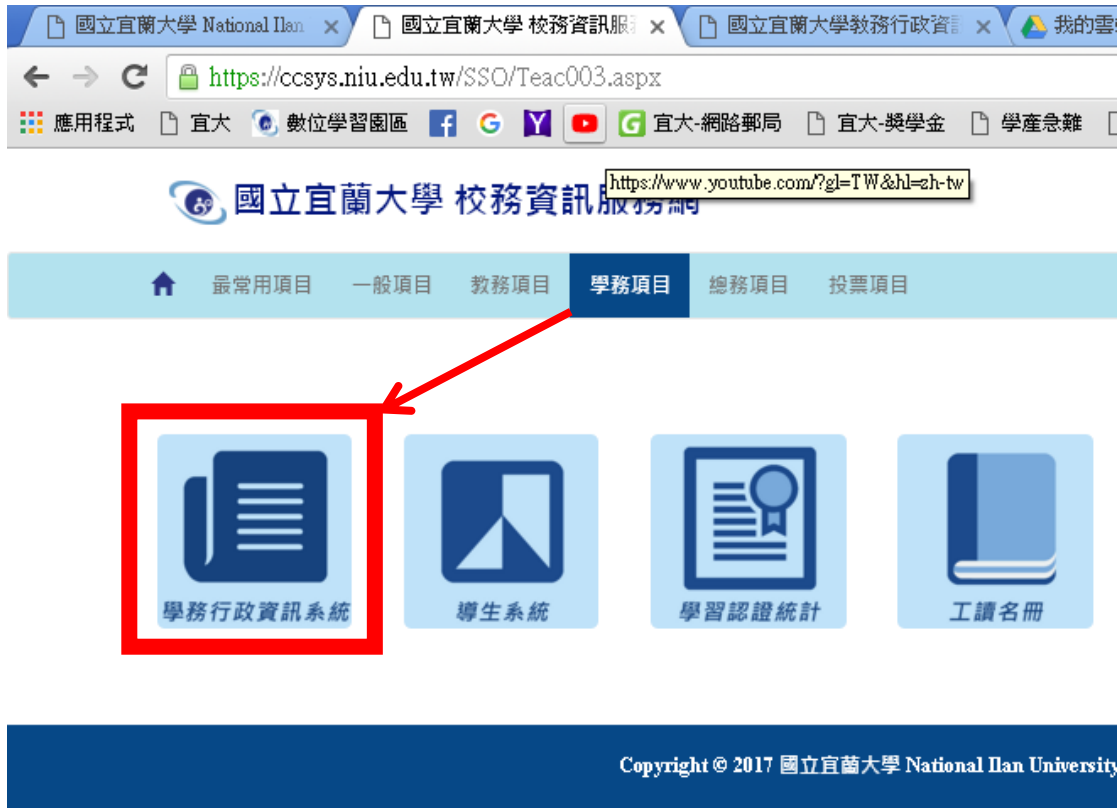 國立宜蘭大學 National Ilan
國立宜蘭大學 校務資訊服
國立宜蘭大學教務行政資
我的雲
https://ccsys.niu.edu.tw/SSO/Teac003.aspx
應用程式 宜大 數位學習園區 宜大-網路郵局 宜大-獎學金 學產急難
https://www.youtube.com/?gl=TW&hl=zh-tw
國立宜蘭大學 校務資訊服務網
最常用項目 一般項目 教務項目 學務項目 總務項目 投票項目
學務行政資訊系統 導生系統 學習認證統計 工讀名冊
Copyright © 2017 國立宜蘭大學 National Ilan University